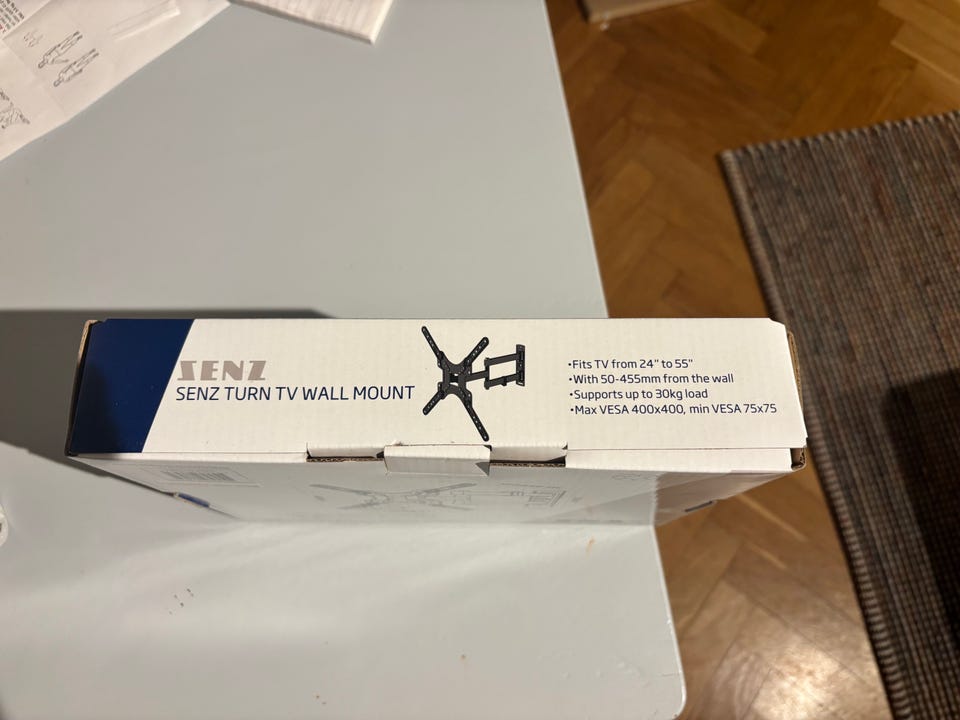 SENZ
SENZ TURN TV WALL MOUNT
•Fits TV from 24" to 55"
•With 50-455mm from the wall
•Supports up to 30kg load
•Max VESA 400x400, min VESA 75x75